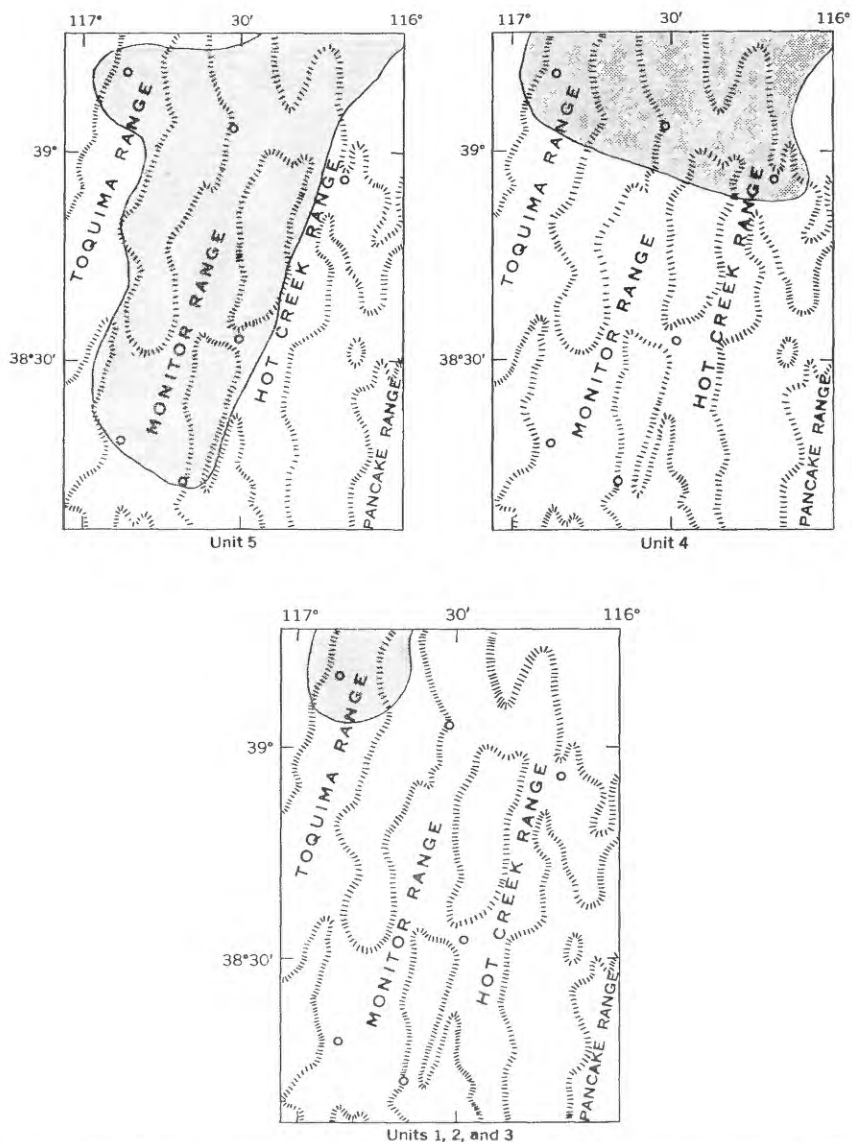 117° 30' 116°
39°
38°30'
TOQUIMA RANGE
MONITOR RANGE
HOT CREEK RANGE
PANCAKE RANGE
Unit 5
117° 30' 116°
39°
38°30'
TOQUIMA RANGE
MONITOR RANGE
HOT CREEK RANGE
PANCAKE RANGE
Unit 4
117° 30' 116°
39°
38°30'
TOQUIMA RANGE
MONITOR RANGE
HOT CREEK RANGE
PANCAKE RANGE
Units 1, 2, and 3